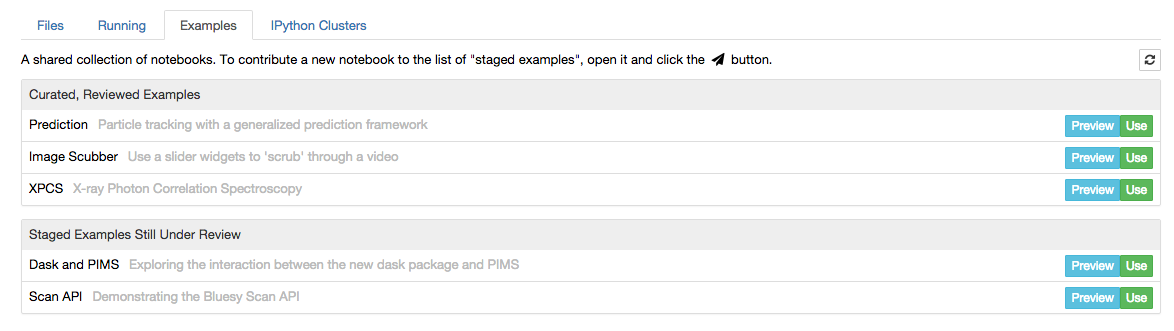 Files Running Examples IPython Clusters
A shared collection of notebooks. To contribute a new notebook to the list of "staged examples", open it and click the button.
Curated, Reviewed Examples
Prediction Particle tracking with a generalized prediction framework Preview Use
Image Scubber Use a slider widgets to 'scrub' through a video Preview Use
XPCS X-ray Photon Correlation Spectroscopy Preview Use
Staged Examples Still Under Review
Dask and PIMS Exploring the interaction between the new dask package and PIMS Preview Use
Scan API Demonstrating the Bluesy Scan API Preview Use